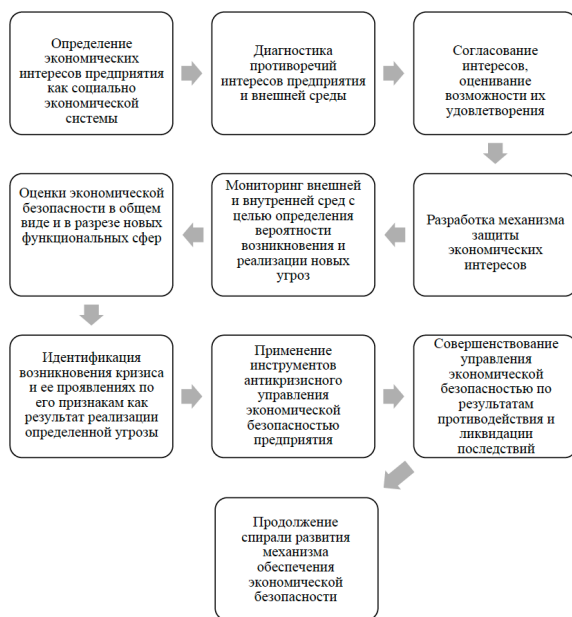 Определение
экономических
интересов предприятия
как социально
экономической
системы
Диагностика
противоречий
интересов предприятия
и внешней среды
Согласование
интересов,
оценивание
возможности их
удовлетворения
Разработка механизма
защиты
экономических
интересов
Мониторинг внешней
и внутренней сред с
целью определения
вероятности
возникновения и
реализации новых
угроз
Оценки экономической
безопасности в общем
виде и в разрезе новых
функциональных сфер
Идентификация
возникновения кризиса
и ее проявлениях по
его признакам как
результат реализации
определенной угрозы
Применение
инструментов
антикризисного
управления
экономической
безопасностью
предприятия
Совершенствование
управления
экономической
безопасностью по
результатам
противодействия и
ликвидации
последствий
Продолжение
спирали развития
механизма
обеспечения
экономической
безопасности